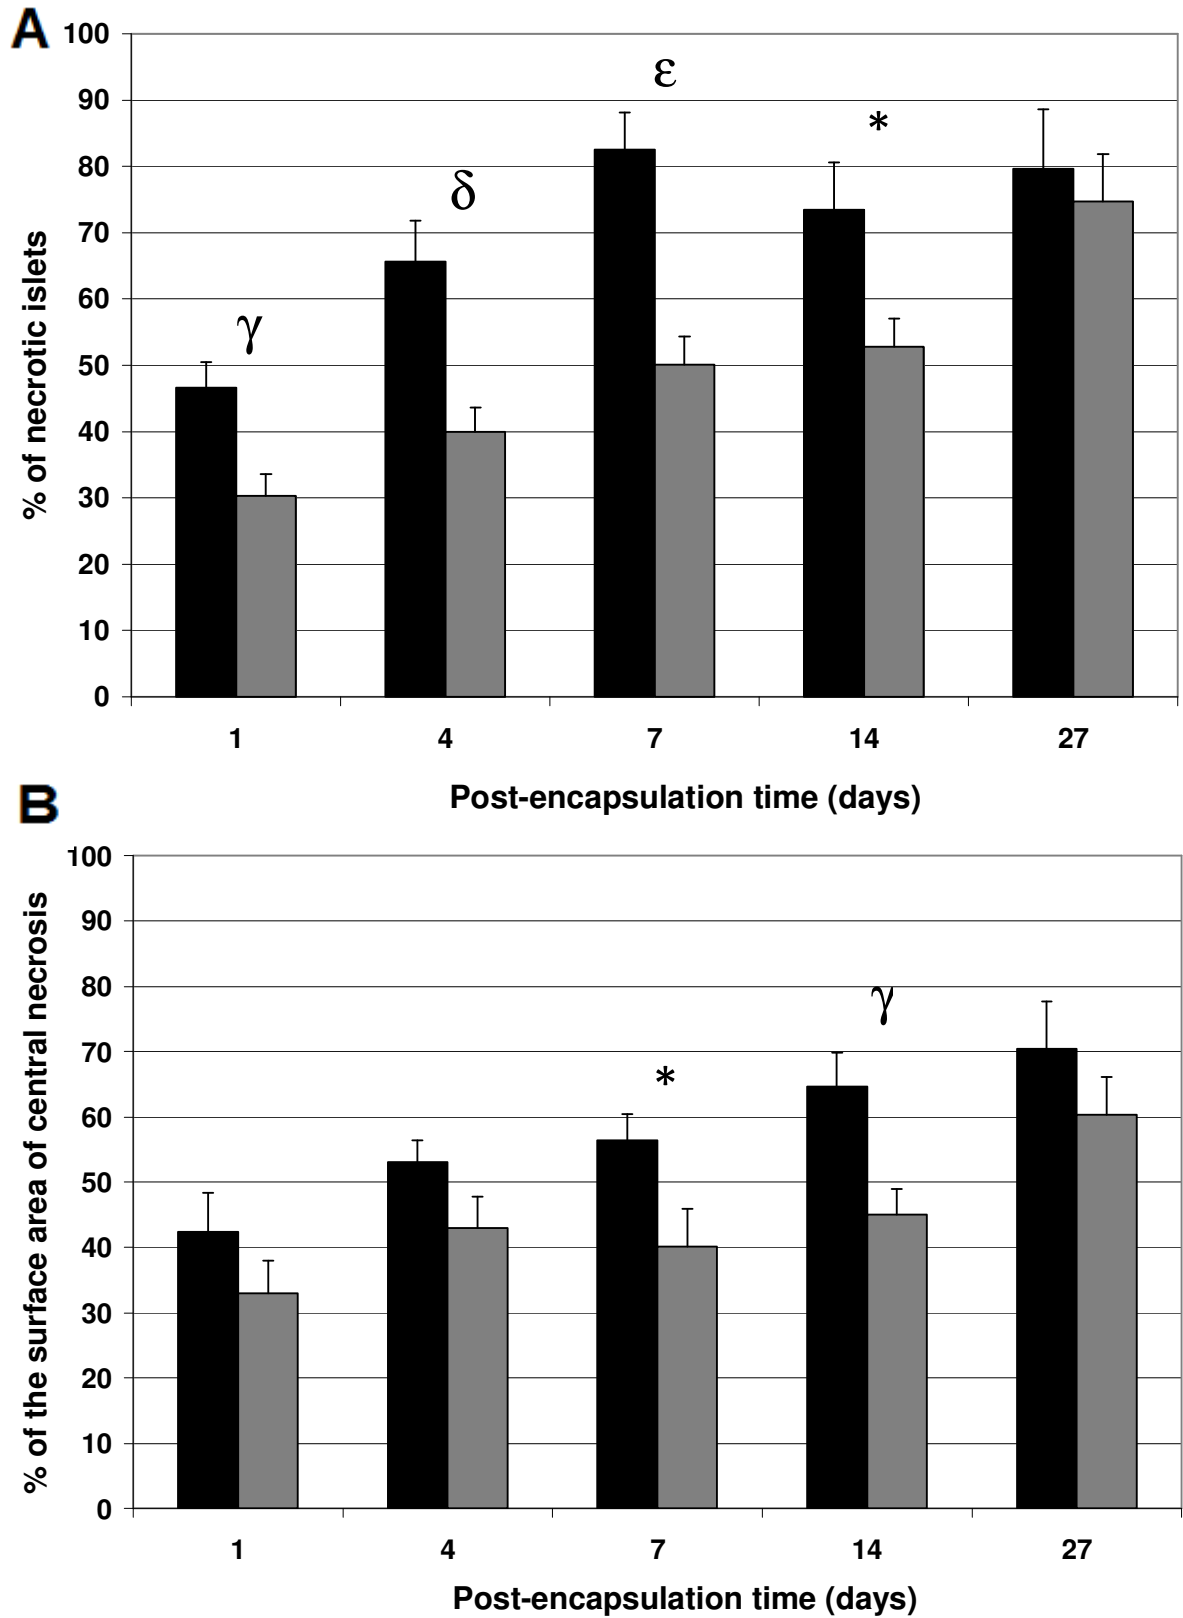 A
100
90
80
70
60
50
40
30
20
10
0
% of necrotic islets
γ
δ
ε
*
1 4 7 14 27
Post-encapsulation time (days)
B
100
90
80
70
60
50
40
30
20
10
0
% of the surface area of central necrosis
*
γ
1 4 7 14 27
Post-encapsulation time (days)